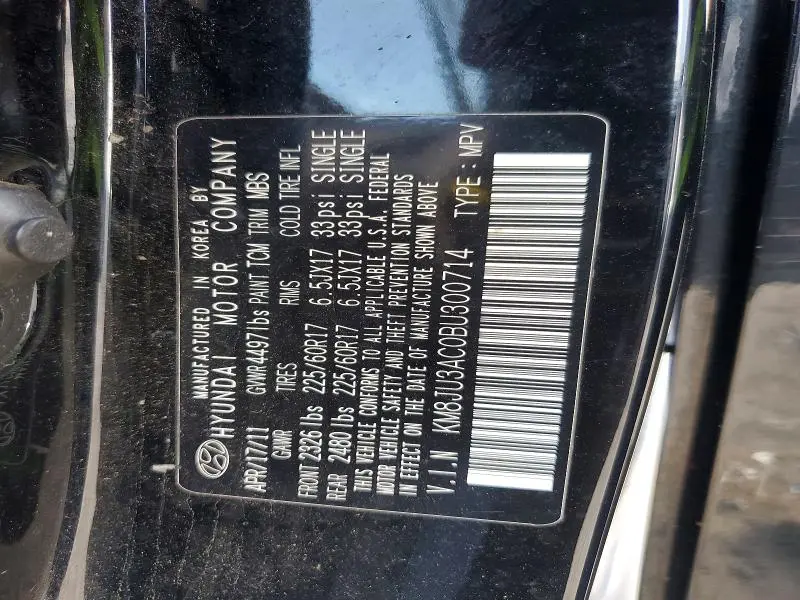 MANUFACTURED IN KOREA BY
HYUNDAI MOTOR COMPANY
APR/17/11 GVWR 4497 lbs PAINT TCM TRIM MBS
GAWR TIRES RIMS COLD TIRE INFL
FRONT 2326 lbs 225/60R17 6.5JX17 33psi SINGLE
REAR 2480 lbs 225/60R17 6.5JX17 33psi SINGLE
THIS VEHICLE CONFORMS TO ALL APPLICABLE U.S.A. FEDERAL
MOTOR VEHICLE SAFETY AND THEFT PREVENTION STANDARDS
IN EFFECT ON THE DATE OF MANUFACTURE SHOWN ABOVE
V.I.N KM8JU3AC0BU300714 TYPE : MPV